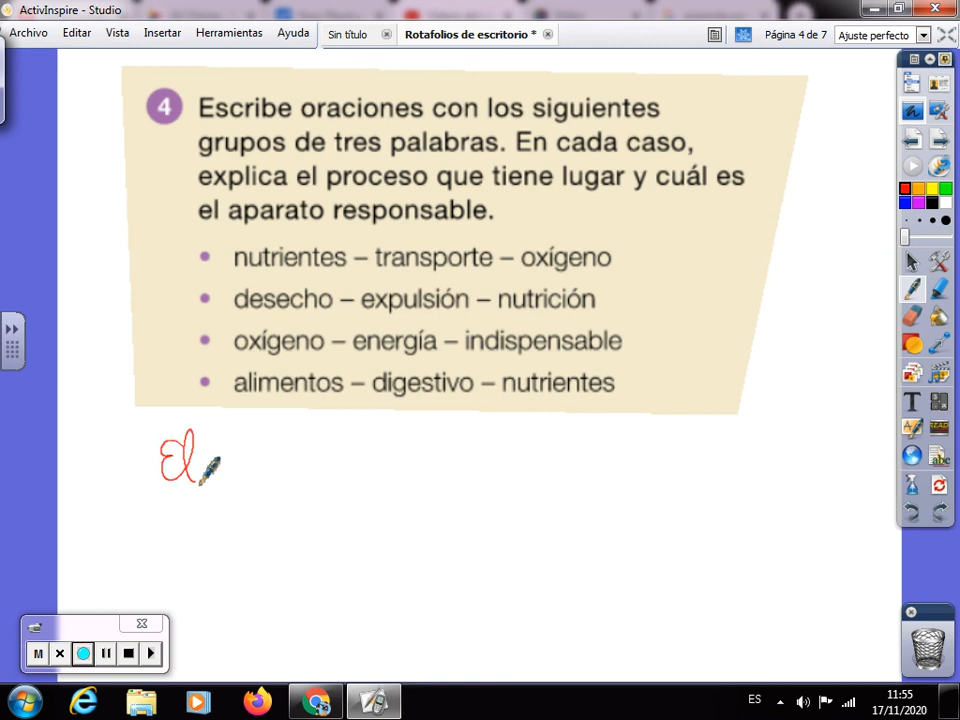 ActivInspire - Studio
Archivo Editar Vista Insertar Herramientas Ayuda
Sin título
Rotafolios de escritorio *
Página 4 de 7
Ajuste perfecto
4 Escribe oraciones con los siguientes
grupos de tres palabras. En cada caso,
explica el proceso que tiene lugar y cuál es
el aparato responsable.
• nutrientes – transporte – oxígeno
• desecho – expulsión – nutrición
• oxígeno – energía – indispensable
• alimentos – digestivo – nutrientes
El
T
READ
abc
M
ES
11:55
17/11/2020